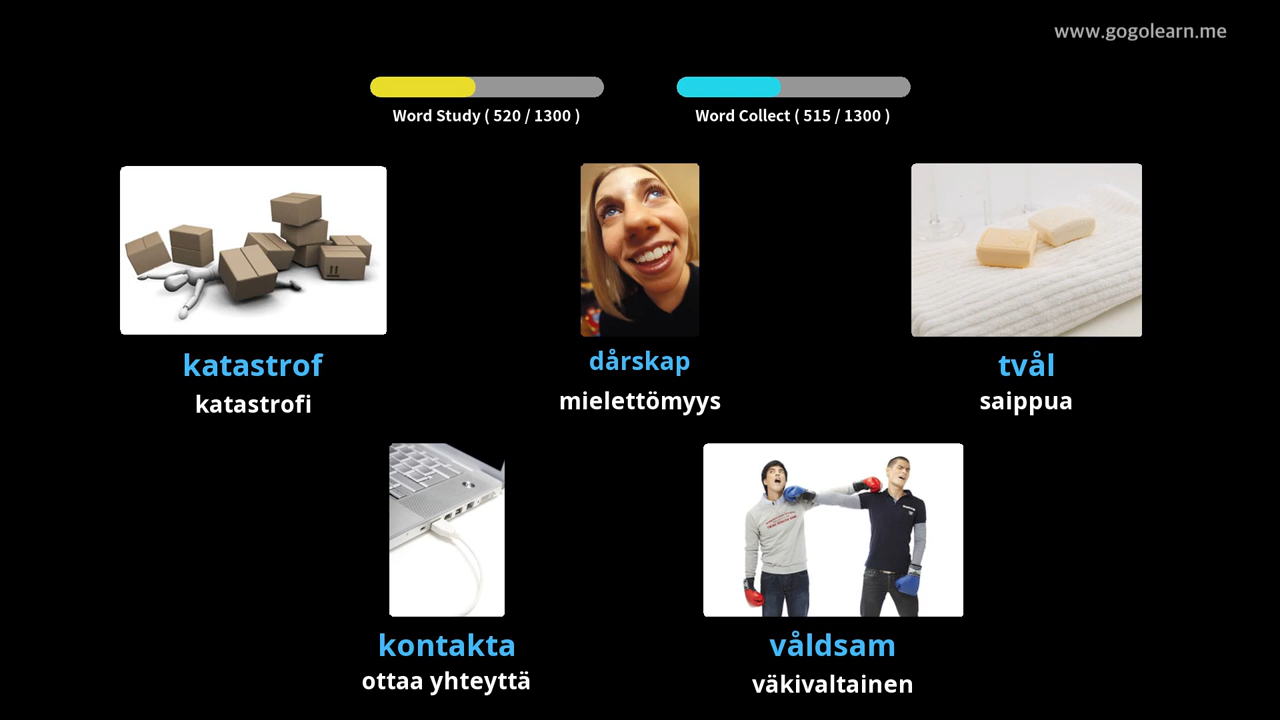 www.gogolearn.me
Word Study ( 520 / 1300 )
Word Collect ( 515 / 1300 )
katastrof
katastrofi
dårskap
mielettömyys
tvål
saippua
kontakta
ottaa yhteyttä
våldsam
väkivaltainen